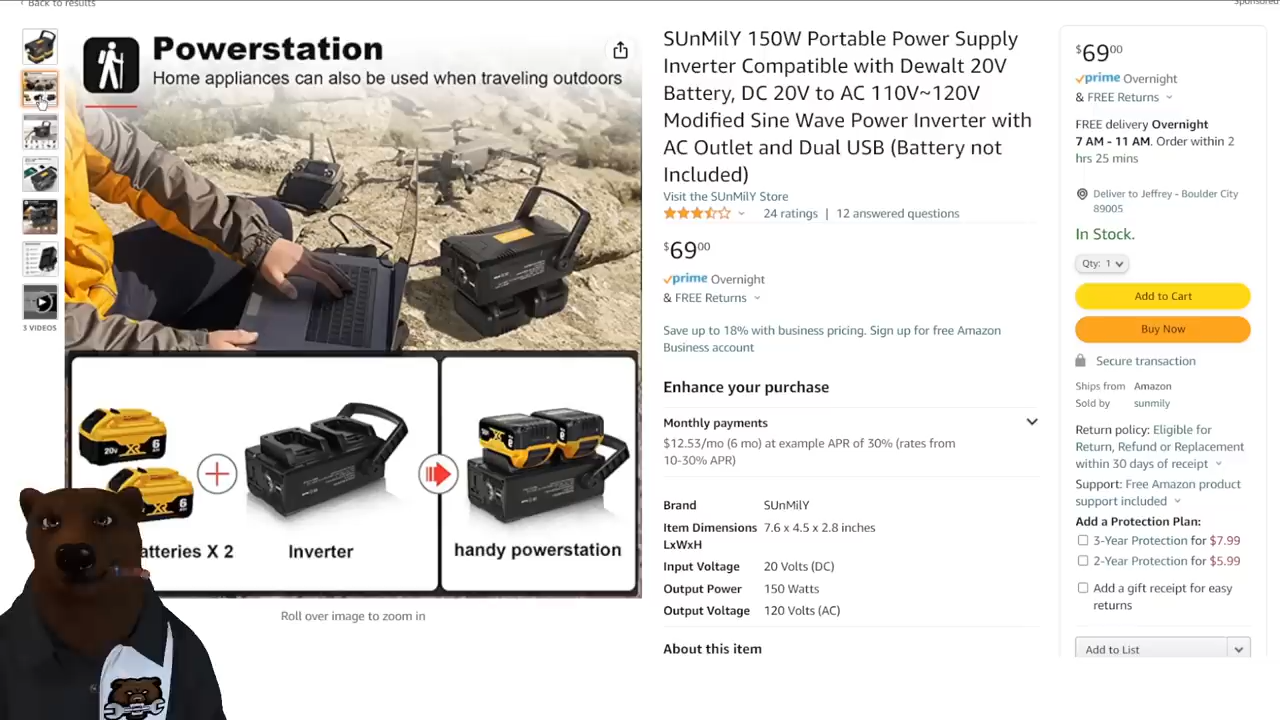 Back to results
Sponsored
Powerstation
Home appliances can also be used when traveling outdoors
20V XR 6
XR 6
atteries X 2
Inverter
handy powerstation
3 VIDEOS
Roll over image to zoom in
SUnMilY 150W Portable Power Supply
Inverter Compatible with Dewalt 20V
Battery, DC 20V to AC 110V~120V
Modified Sine Wave Power Inverter with
AC Outlet and Dual USB (Battery not
Included)
Visit the SUnMilY Store
24 ratings | 12 answered questions
$6900
prime Overnight
& FREE Returns
Save up to 18% with business pricing. Sign up for free Amazon
Business account
Enhance your purchase
Monthly payments
$12.53/mo (6 mo) at example APR of 30% (rates from
10-30% APR)
Brand SUnMilY
Item Dimensions 7.6 x 4.5 x 2.8 inches
LxWxH
Input Voltage 20 Volts (DC)
Output Power 150 Watts
Output Voltage 120 Volts (AC)
About this item
$6900
prime Overnight
& FREE Returns
FREE delivery Overnight
7 AM - 11 AM. Order within 2
hrs 25 mins
Deliver to Jeffrey - Boulder City
89005
In Stock.
Qty: 1
Add to Cart
Buy Now
Secure transaction
Ships from Amazon
Sold by sunmily
Return policy: Eligible for
Return, Refund or Replacement
within 30 days of receipt
Support: Free Amazon product
support included
Add a Protection Plan:
3-Year Protection for $7.99
2-Year Protection for $5.99
Add a gift receipt for easy
returns
Add to List